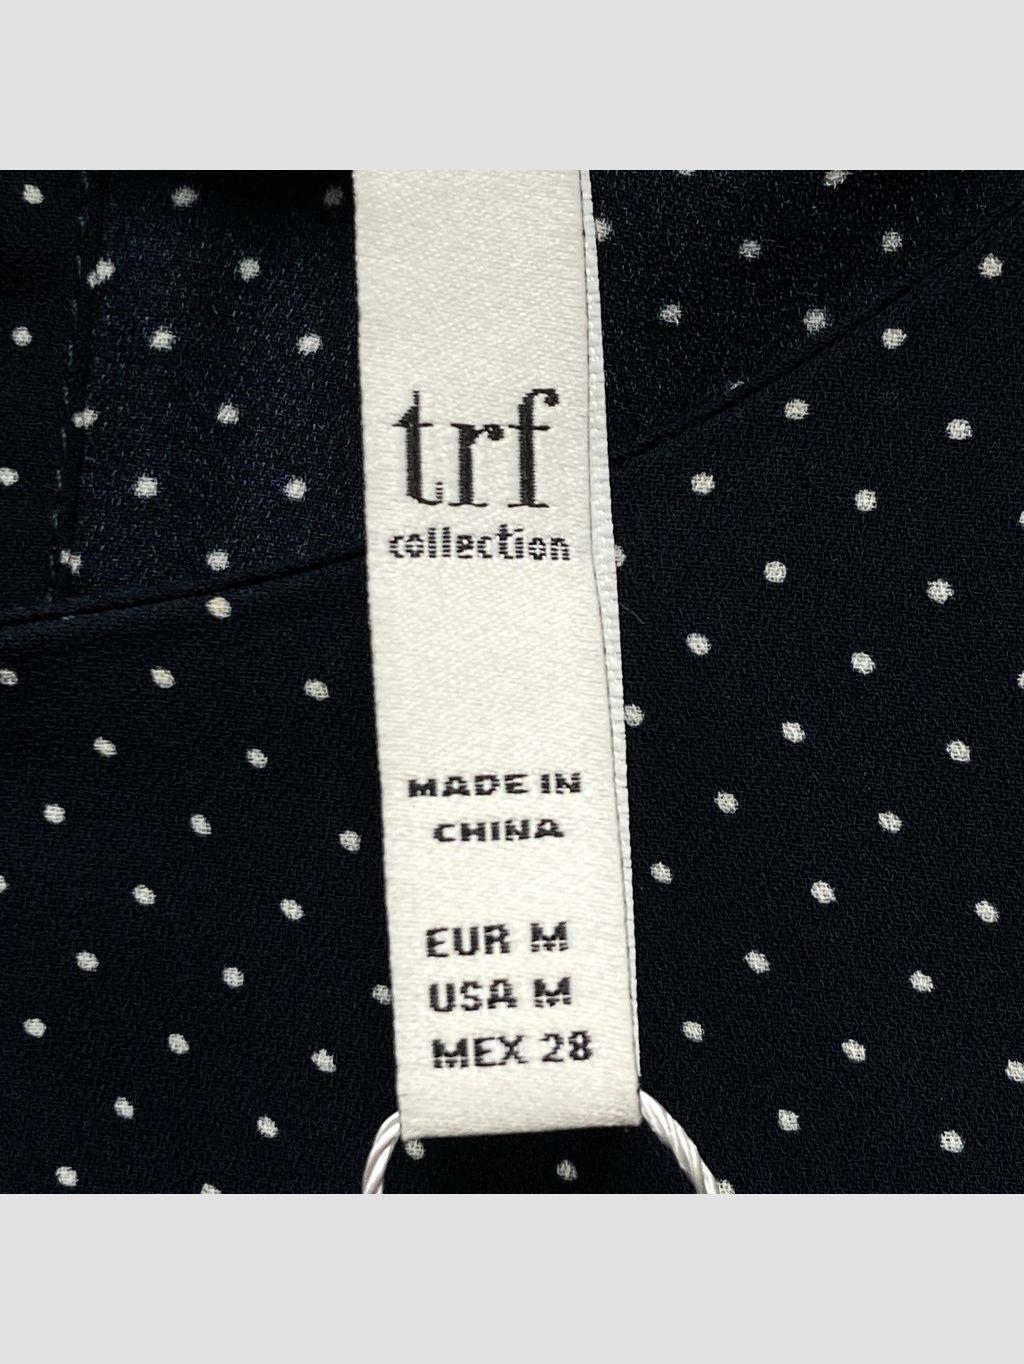 trf
collection
MADE IN
CHINA
EUR M
USA M
MEX 28